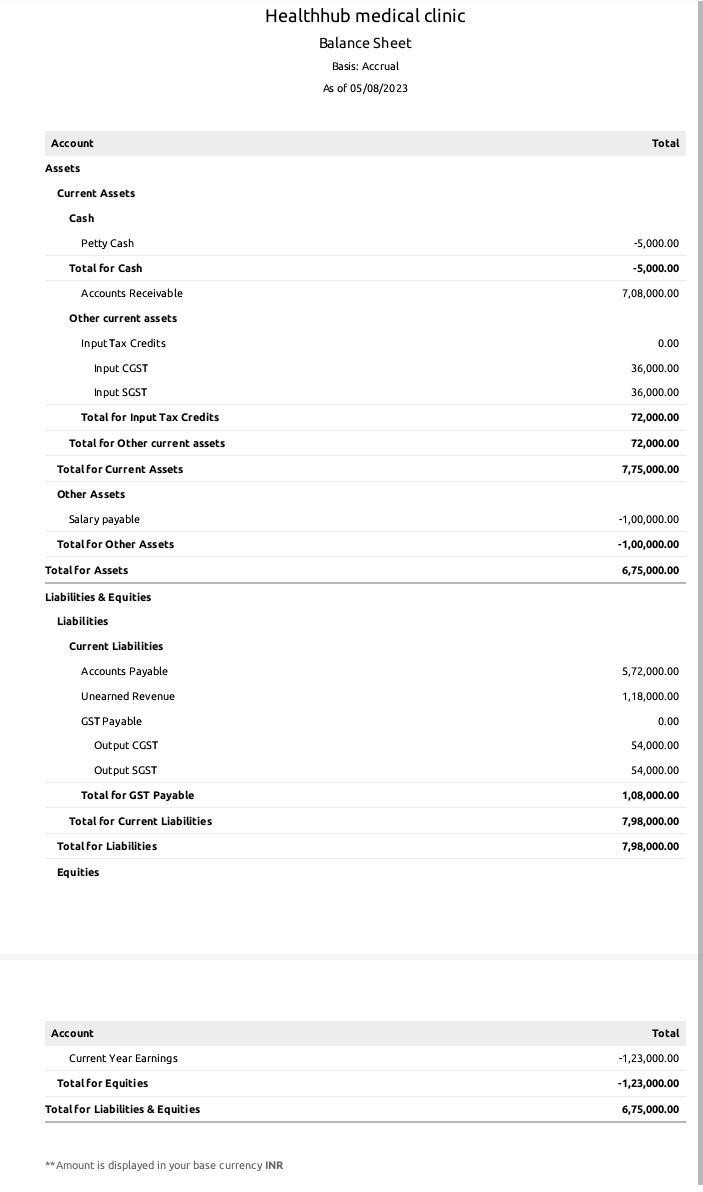 Healthhub medical clinic
Balance Sheet
Basis: Accrual
As of 05/08/2023
Account Total
Assets
Current Assets
Cash
Petty Cash -5,000.00
Total for Cash -5,000.00
Accounts Receivable 7,08,000.00
Other current assets
Input Tax Credits 0.00
Input CGST 36,000.00
Input SGST 36,000.00
Total for Input Tax Credits 72,000.00
Total for Other current assets 72,000.00
Total for Current Assets 7,75,000.00
Other Assets
Salary payable -1,00,000.00
Total for Other Assets -1,00,000.00
Total for Assets 6,75,000.00
Liabilities & Equities
Liabilities
Current Liabilities
Accounts Payable 5,72,000.00
Unearned Revenue 1,18,000.00
GST Payable 0.00
Output CGST 54,000.00
Output SGST 54,000.00
Total for GST Payable 1,08,000.00
Total for Current Liabilities 7,98,000.00
Total for Liabilities 7,98,000.00
Equities
Account Total
Current Year Earnings -1,23,000.00
Total for Equities -1,23,000.00
Total for Liabilities & Equities 6,75,000.00
**Amount is displayed in your base currency INR